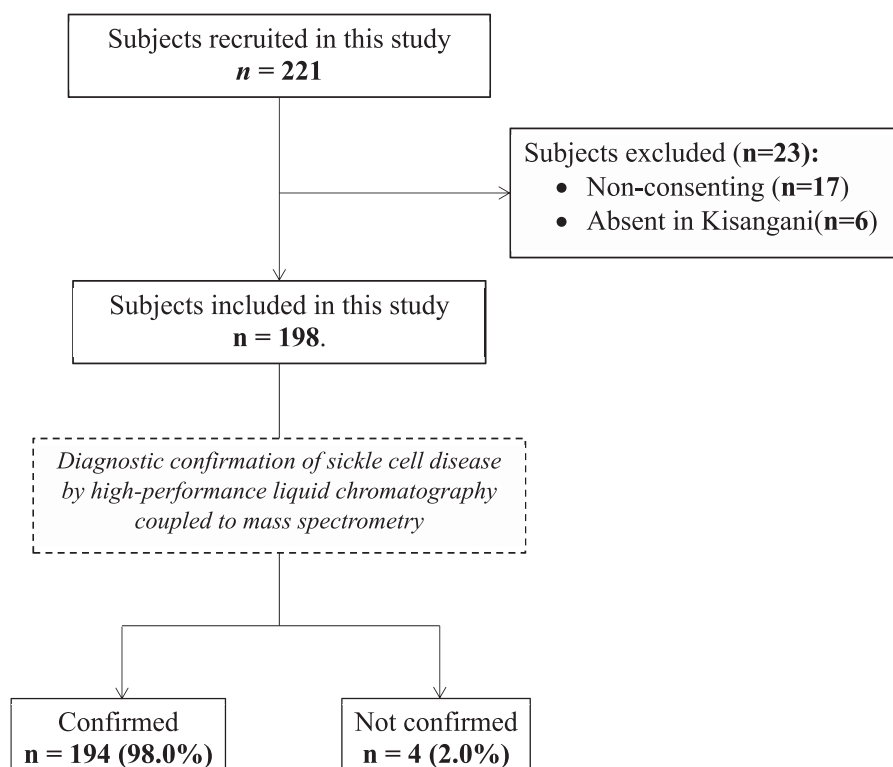 Subjects recruited in this study
n = 221
Subjects excluded (n=23):
• Non-consenting (n=17)
• Absent in Kisangani(n=6)
Subjects included in this study
n = 198.
Diagnostic confirmation of sickle cell disease
by high-performance liquid chromatography
coupled to mass spectrometry
Confirmed
n = 194 (98.0%)
Not confirmed
n = 4 (2.0%)